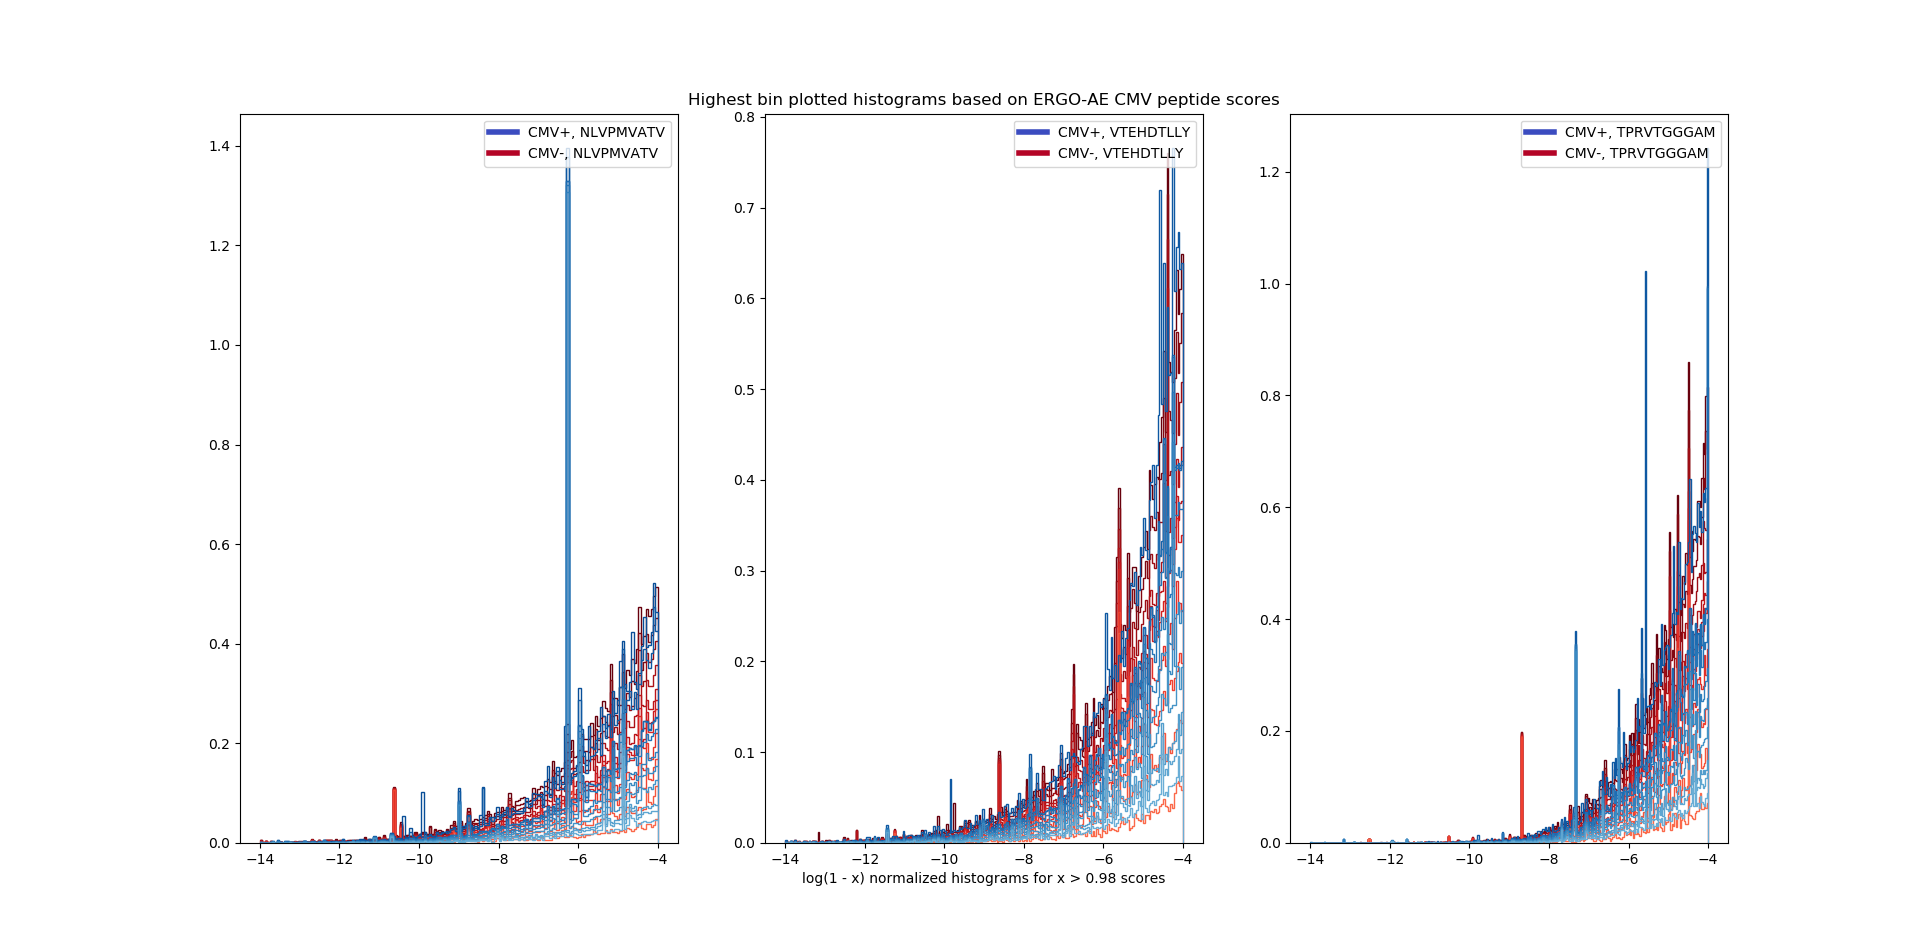 Highest bin plotted histograms based on ERGO-AE CMV peptide scores
CMV+, NLVPMVATV
CMV-, NLVPMVATV
1.4
1.2
1.0
0.8
0.6
0.4
0.2
0.0
−14 −12 −10 −8 −6 −4
CMV+, VTEHDTLLY
CMV-, VTEHDTLLY
0.8
0.7
0.6
0.5
0.4
0.3
0.2
0.1
0.0
−14 −12 −10 −8 −6 −4
log(1 - x) normalized histograms for x > 0.98 scores
CMV+, TPRVTGGGAM
CMV-, TPRVTGGGAM
1.2
1.0
0.8
0.6
0.4
0.2
0.0
−14 −12 −10 −8 −6 −4